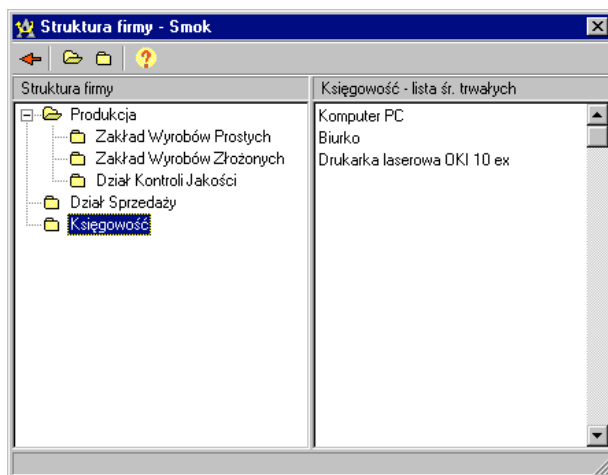 Struktura firmy - Smok
Struktura firmy
Księgowość - lista śr. trwałych
Produkcja
Zakład Wyrobów Prostych
Zakład Wyrobów Złożonych
Dział Kontroli Jakości
Dział Sprzedaży
Księgowość
Komputer PC
Biurko
Drukarka laserowa OKI 10 ex